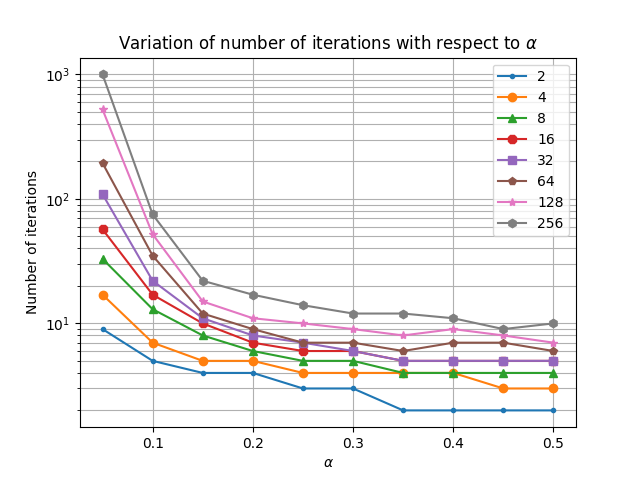 Variation of number of iterations with respect to α
Number of iterations
10³
10²
10¹
2
4
8
16
32
64
128
256
0.1 0.2 0.3 0.4 0.5
α